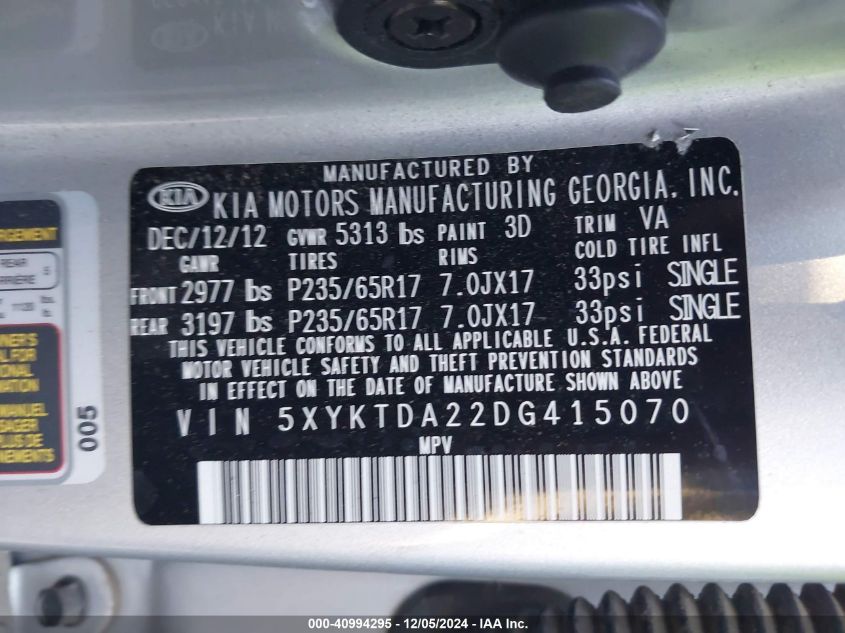 MANUFACTURED BY
KIA KIA MOTORS MANUFACTURING GEORGIA, INC.
DEC/12/12 GVWR 5313 lbs PAINT 3D TRIM VA
GAWR TIRES RIMS COLD TIRE INFL
FRONT 2977 lbs P235/65R17 7.0JX17 33psi SINGLE
REAR 3197 lbs P235/65R17 7.0JX17 33psi SINGLE
THIS VEHICLE CONFORMS TO ALL APPLICABLE U.S.A. FEDERAL
MOTOR VEHICLE SAFETY AND THEFT PREVENTION STANDARDS
IN EFFECT ON THE DATE OF MANUFACTURE SHOWN ABOVE
VIN 5XYKTDA22DG415070
MPV
REAR 5
005
000-40994295 - 12/05/2024 - IAA Inc.